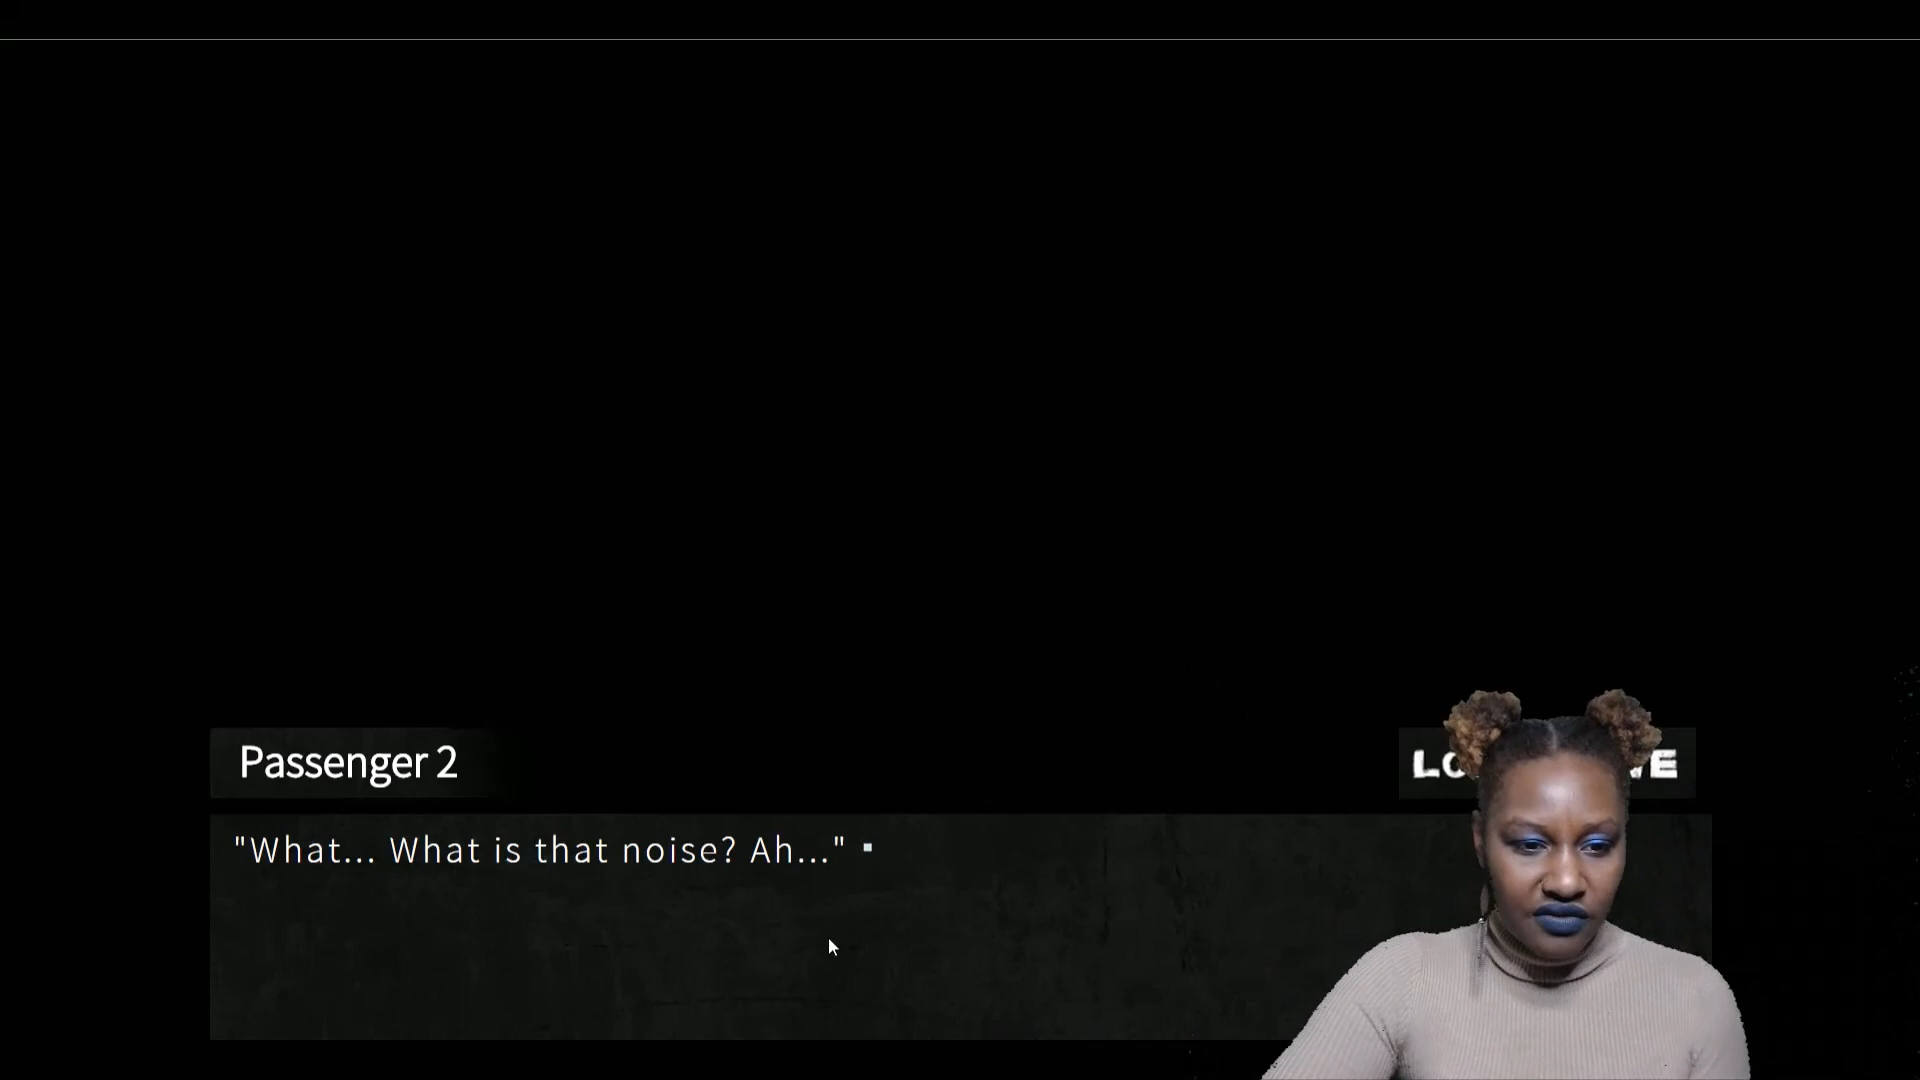 Passenger 2
"What... What is that noise? Ah..."